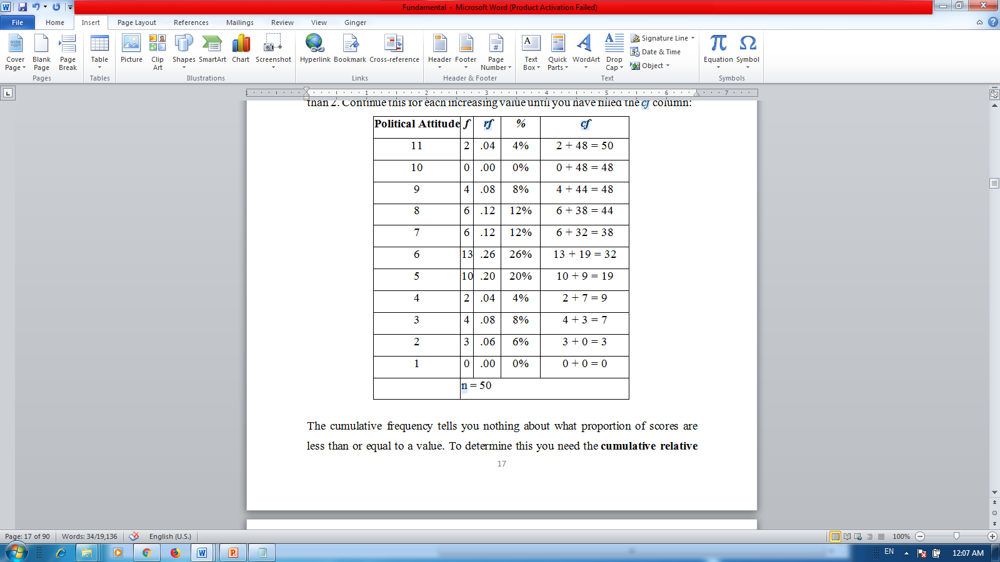 Fundamental - Microsoft Word (Product Activation Failed)
File Home Insert Page Layout References Mailings Review View Ginger
Cover Page Blank Page Page Break
Pages
Table
Tables
Picture Clip Art Shapes SmartArt Chart Screenshot
Illustrations
Hyperlink Bookmark Cross-reference
Links
Header Footer Page Number
Header & Footer
Text Box Quick Parts WordArt Drop Cap Signature Line Date & Time Object
Text
Equation Symbol
Symbols
1 1 2 3 4 5 6 7
than 2. Continue this for each increasing value until you have filled the cf column:
Political Attitude f rf % cf
11 2 .04 4% 2 + 48 = 50
10 0 .00 0% 0 + 48 = 48
9 4 .08 8% 4 + 44 = 48
8 6 .12 12% 6 + 38 = 44
7 6 .12 12% 6 + 32 = 38
6 13 .26 26% 13 + 19 = 32
5 10 .20 20% 10 + 9 = 19
4 2 .04 4% 2 + 7 = 9
3 4 .08 8% 4 + 3 = 7
2 3 .06 6% 3 + 0 = 3
1 0 .00 0% 0 + 0 = 0
n = 50
The cumulative frequency tells you nothing about what proportion of scores are
less than or equal to a value. To determine this you need the cumulative relative
17
Page: 17 of 90 Words: 34/19,136 English (U.S.) 100%
EN 12:07 AM